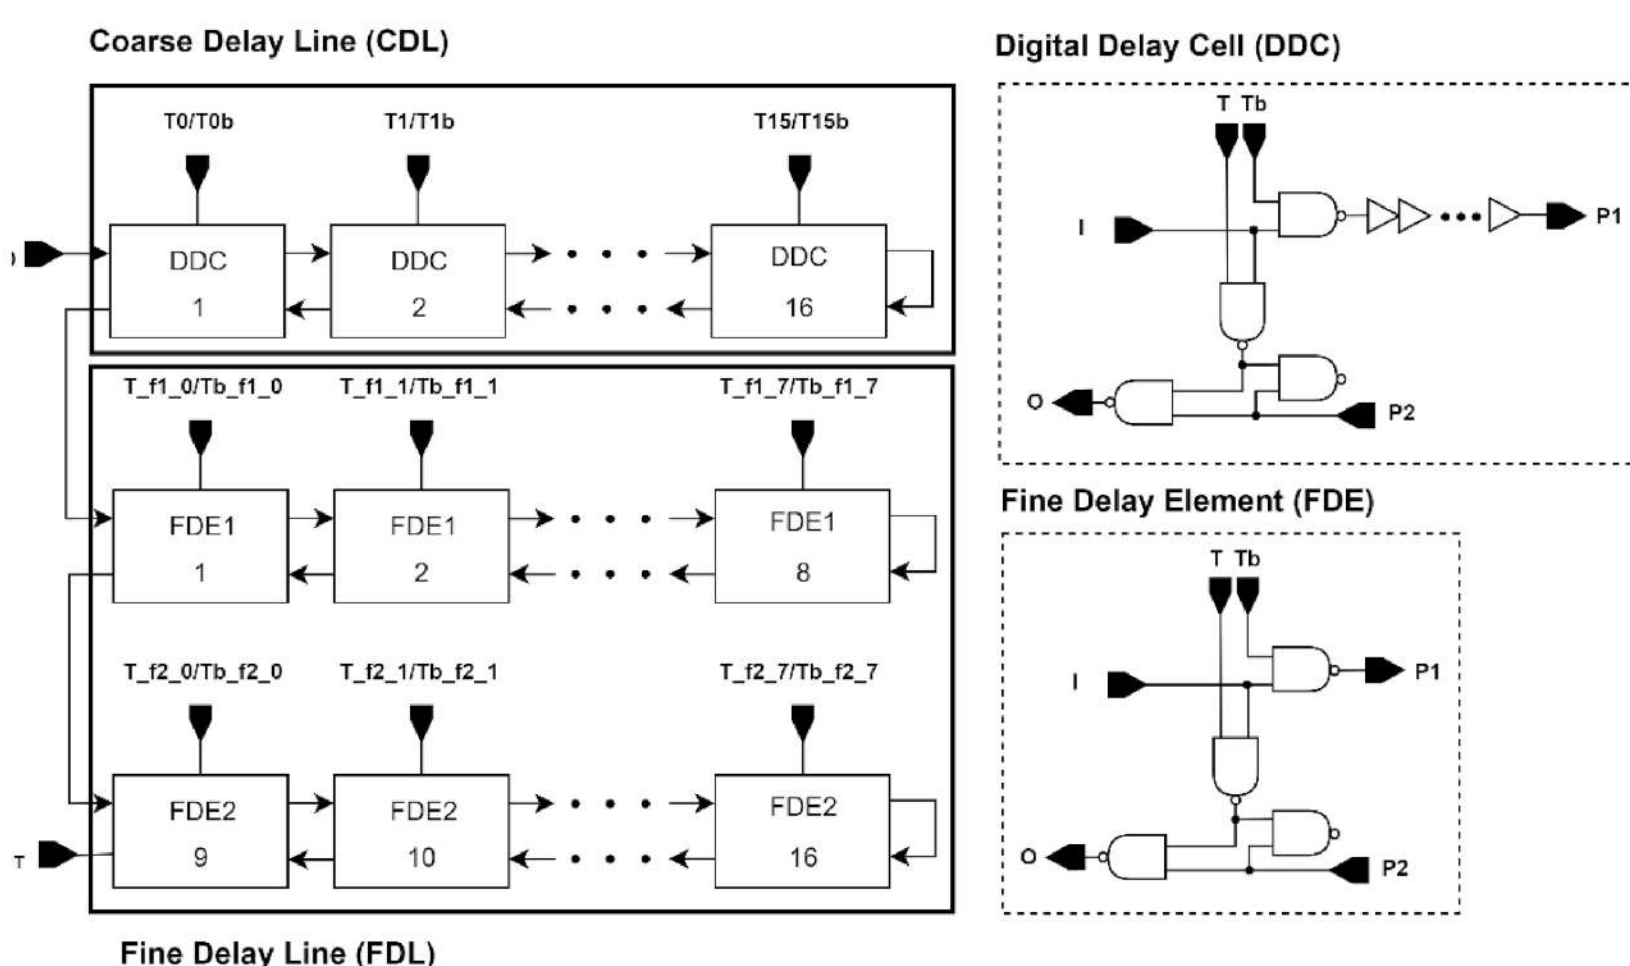 Coarse Delay Line (CDL)
T0/T0b T1/T1b T15/T15b
DDC DDC DDC
1 2 16
T_f1_0/Tb_f1_0 T_f1_1/Tb_f1_1 T_f1_7/Tb_f1_7
FDE1 FDE1 FDE1
1 2 8
T_f2_0/Tb_f2_0 T_f2_1/Tb_f2_1 T_f2_7/Tb_f2_7
FDE2 FDE2 FDE2
9 10 16
T
Fine Delay Line (FDL)
Digital Delay Cell (DDC)
T Tb
I P1
O P2
Fine Delay Element (FDE)
T Tb
I P1
O P2